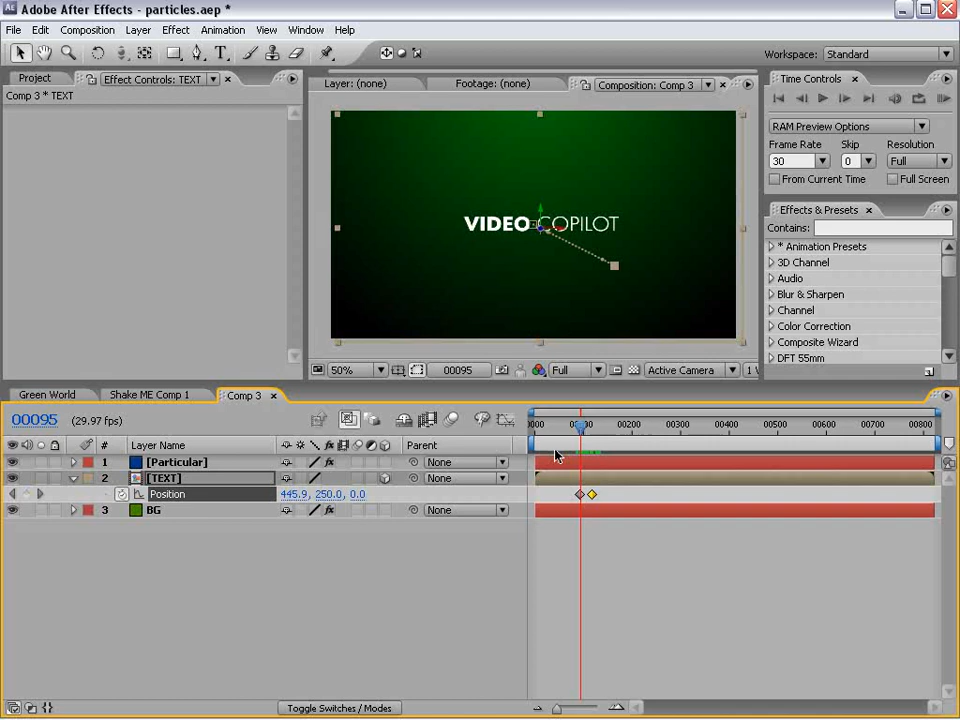 Adobe After Effects - particles.aep *
File Edit Composition Layer Effect Animation View Window Help
Workspace: Standard
Project Effect Controls: TEXT
Comp 3 * TEXT
Layer: (none) Footage: (none) Composition: Comp 3
VIDEO COPILOT
50% 00095 Full Active Camera 1
Time Controls
RAM Preview Options
Frame Rate Skip Resolution
30 0 Full
From Current Time Full Screen
Effects & Presets
Contains:
* Animation Presets
3D Channel
Audio
Blur & Sharpen
Channel
Color Correction
Composite Wizard
DFT 55mm
Green World Shake ME Comp 1 Comp 3
00095 (29.97 fps)
00200 00300 00400 00500 00600 00700 00800
# Layer Name Parent
1 [Particular] None
2 [TEXT] None
Position 445.9, 250.0, 0.0
3 BG None
Toggle Switches / Modes